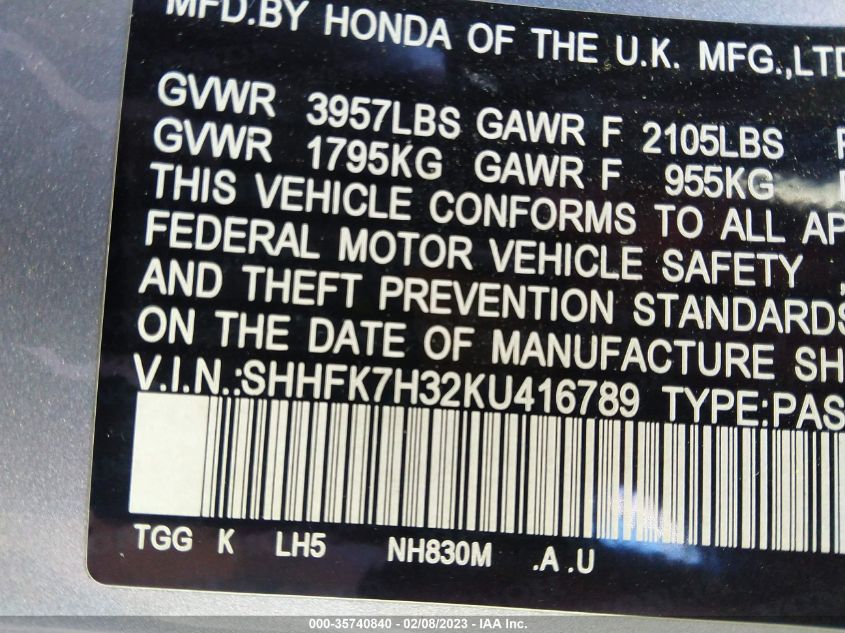 MFD.BY HONDA OF THE U.K. MFG.,LTD
GVWR 3957LBS GAWR F 2105LBS
GVWR 1795KG GAWR F 955KG
THIS VEHICLE CONFORMS TO ALL AP
FEDERAL MOTOR VEHICLE SAFETY ,
AND THEFT PREVENTION STANDARDS
ON THE DATE OF MANUFACTURE SH
V.I.N.:SHHFK7H32KU416789 TYPE:PAS
TGG K LH5 NH830M .A .U
000-35740840 - 02/08/2023 - IAA Inc.